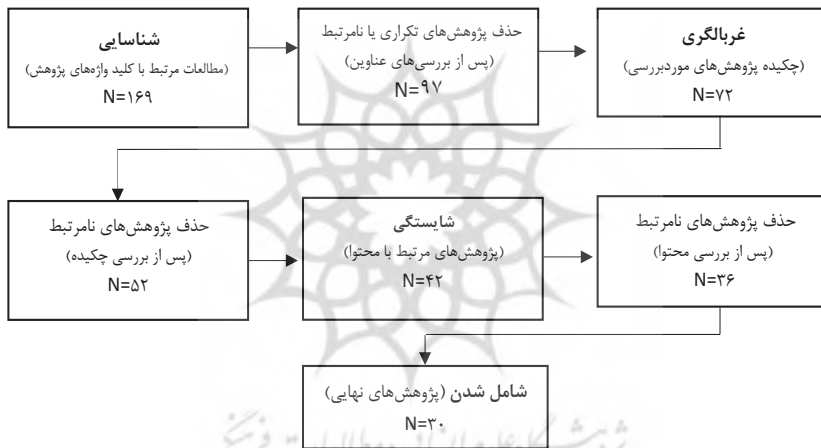 شناسایی
(مطالعات مرتبط با کلید واژه‌های پژوهش)
N=۱۶۹
حذف پژوهش‌های تکراری یا نامرتبط
(پس از بررسی‌های عناوین)
N=۹۷
غربالگری
(چکیده پژوهش‌های موردبررسی)
N=۷۲
حذف پژوهش‌های نامرتبط
(پس از بررسی چکیده)
N=۵۲
شایستگی
(پژوهش‌های مرتبط با محتوا)
N=۴۲
حذف پژوهش‌های نامرتبط
(پس از بررسی محتوا)
N=۳۶
شامل شدن (پژوهش‌های نهایی)
N=۳۰